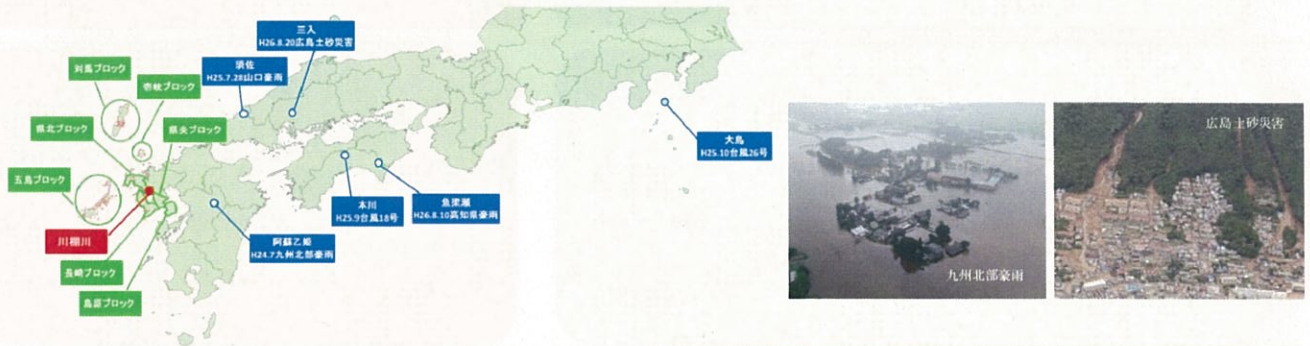 三入
H26.8.20広島土砂災害
須佐
H25.7.28山口豪雨
対馬ブロック
壱岐ブロック
県北ブロック
県央ブロック
五島ブロック
川棚川
長崎ブロック
島原ブロック
阿蘇乙姫
H24.7九州北部豪雨
本川
H25.9台風18号
魚梁瀬
H26.8.10高知県豪雨
大島
H25.10台風26号
九州北部豪雨
広島土砂災害